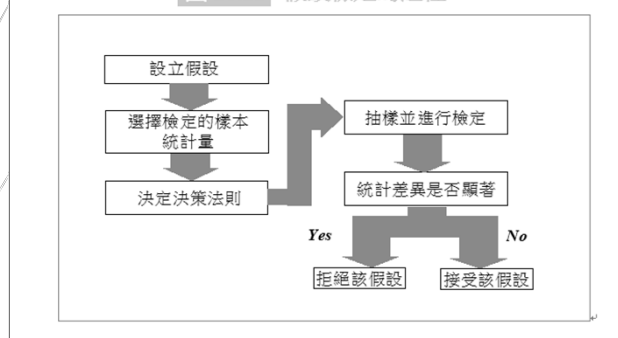 設立假設
選擇檢定的樣本
統計量
決定決策法則
抽樣並進行檢定
統計差異是否顯著
Yes
No
拒絕該假設
接受該假設